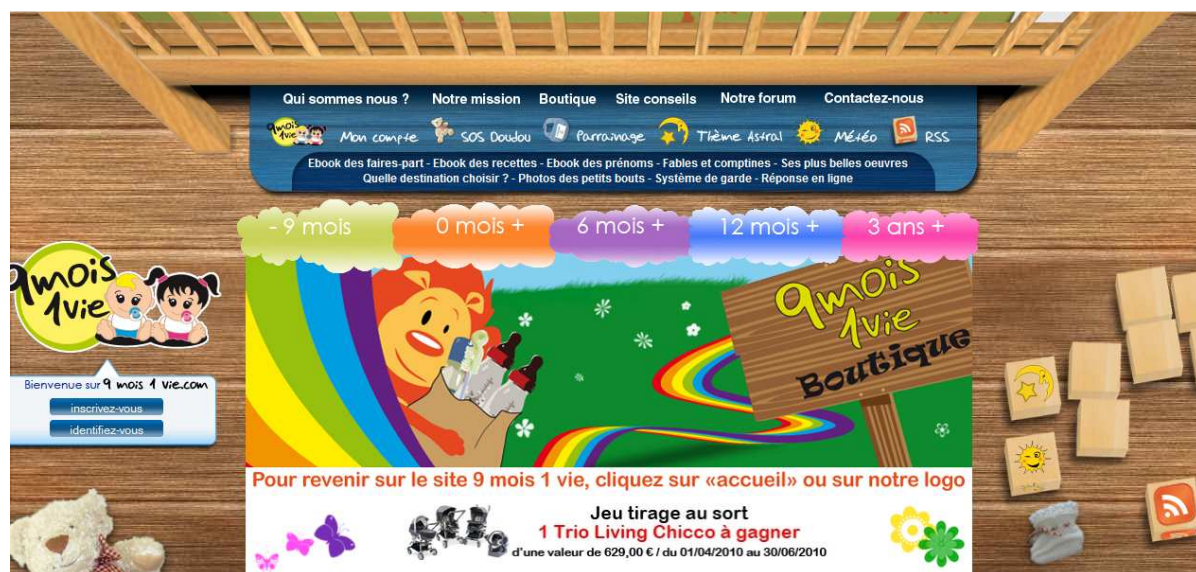 Qui sommes nous ? Notre mission Boutique Site conseils Notre forum Contactez-nous
9mois 1vie Mon compte SOS Doudou Parrainage Thème Astral Météo RSS
Ebook des faires-part - Ebook des recettes - Ebook des prénoms - Fables et comptines - Ses plus belles oeuvres
Quelle destination choisir ? - Photos des petits bouts - Système de garde - Réponse en ligne
- 9 mois 0 mois + 6 mois + 12 mois + 3 ans +
9mois
1vie
Bienvenue sur 9 mois 1 vie.com
inscrivez-vous
identifiez-vous
9mois
1vie
Boutique
Pour revenir sur le site 9 mois 1 vie, cliquez sur «accueil» ou sur notre logo
Jeu tirage au sort
1 Trio Living Chicco à gagner
d'une valeur de 629,00 € / du 01/04/2010 au 30/06/2010